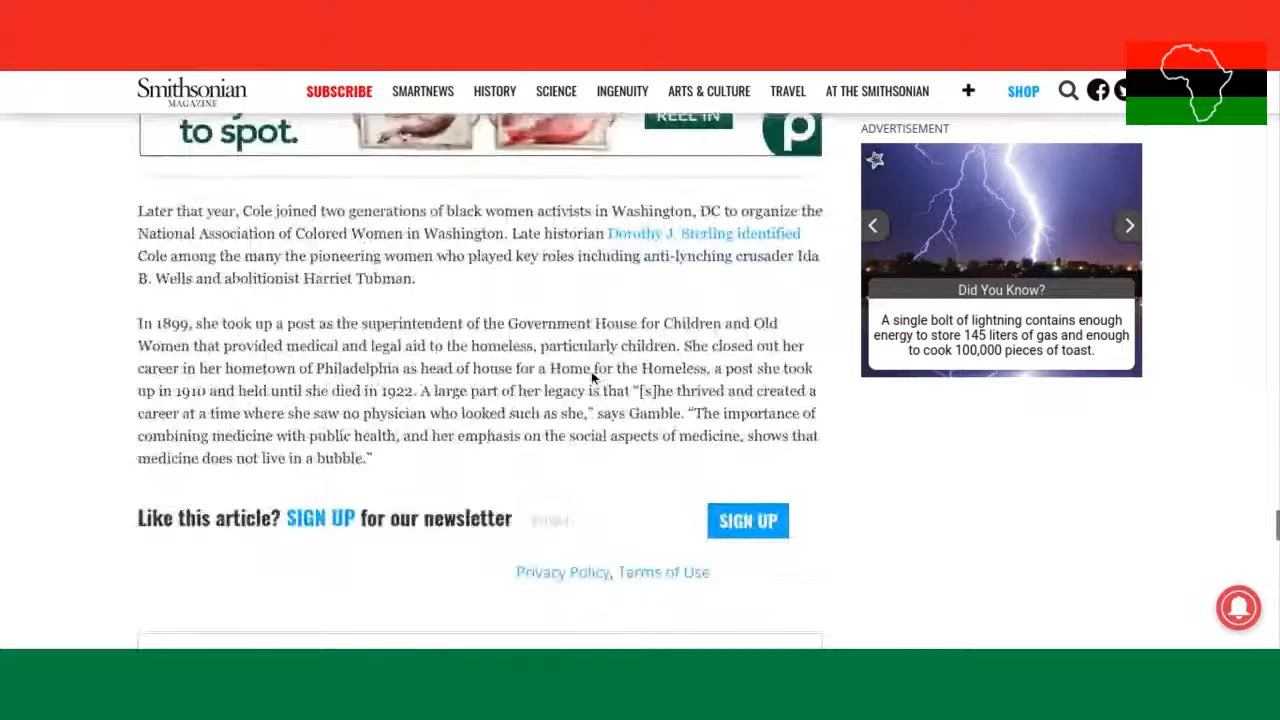 Smithsonian
MAGAZINE
SUBSCRIBE SMARTNEWS HISTORY SCIENCE INGENUITY ARTS & CULTURE TRAVEL AT THE SMITHSONIAN + SHOP
to spot.
REEL IN
ADVERTISEMENT
Later that year, Cole joined two generations of black women activists in Washington, DC to organize the
National Association of Colored Women in Washington. Late historian Dorothy J. Sterling identified
Cole among the many the pioneering women who played key roles including anti-lynching crusader Ida
B. Wells and abolitionist Harriet Tubman.
In 1899, she took up a post as the superintendent of the Government House for Children and Old
Women that provided medical and legal aid to the homeless, particularly children. She closed out her
career in her hometown of Philadelphia as head of house for a Home for the Homeless, a post she took
up in 1910 and held until she died in 1922. A large part of her legacy is that “[s]he thrived and created a
career at a time where she saw no physician who looked such as she,” says Gamble. “The importance of
combining medicine with public health, and her emphasis on the social aspects of medicine, shows that
medicine does not live in a bubble.”
Did You Know?
A single bolt of lightning contains enough
energy to store 145 liters of gas and enough
to cook 100,000 pieces of toast.
Like this article? SIGN UP for our newsletter
SIGN UP
Privacy Policy, Terms of Use